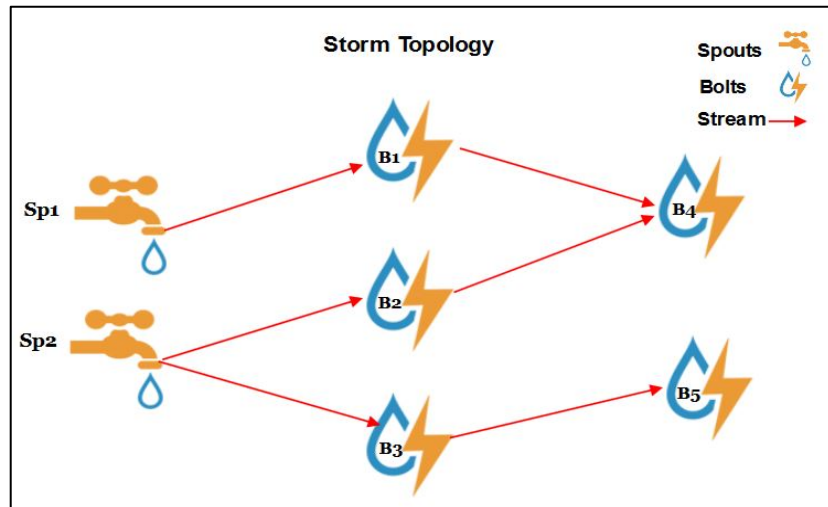 Storm Topology
Spouts
Bolts
Stream
B1
Sp1
B4
B2
Sp2
B5
B3